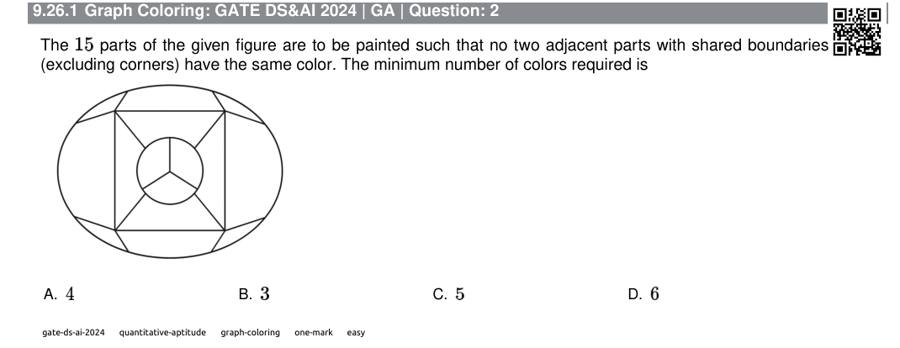 9.26.1 Graph Coloring: GATE DS&AI 2024 | GA | Question: 2
The 15 parts of the given figure are to be painted such that no two adjacent parts with shared boundaries
(excluding corners) have the same color. The minimum number of colors required is
A. 4 B. 3 C. 5 D. 6
gate-ds-ai-2024 quantitative-aptitude graph-coloring one-mark easy